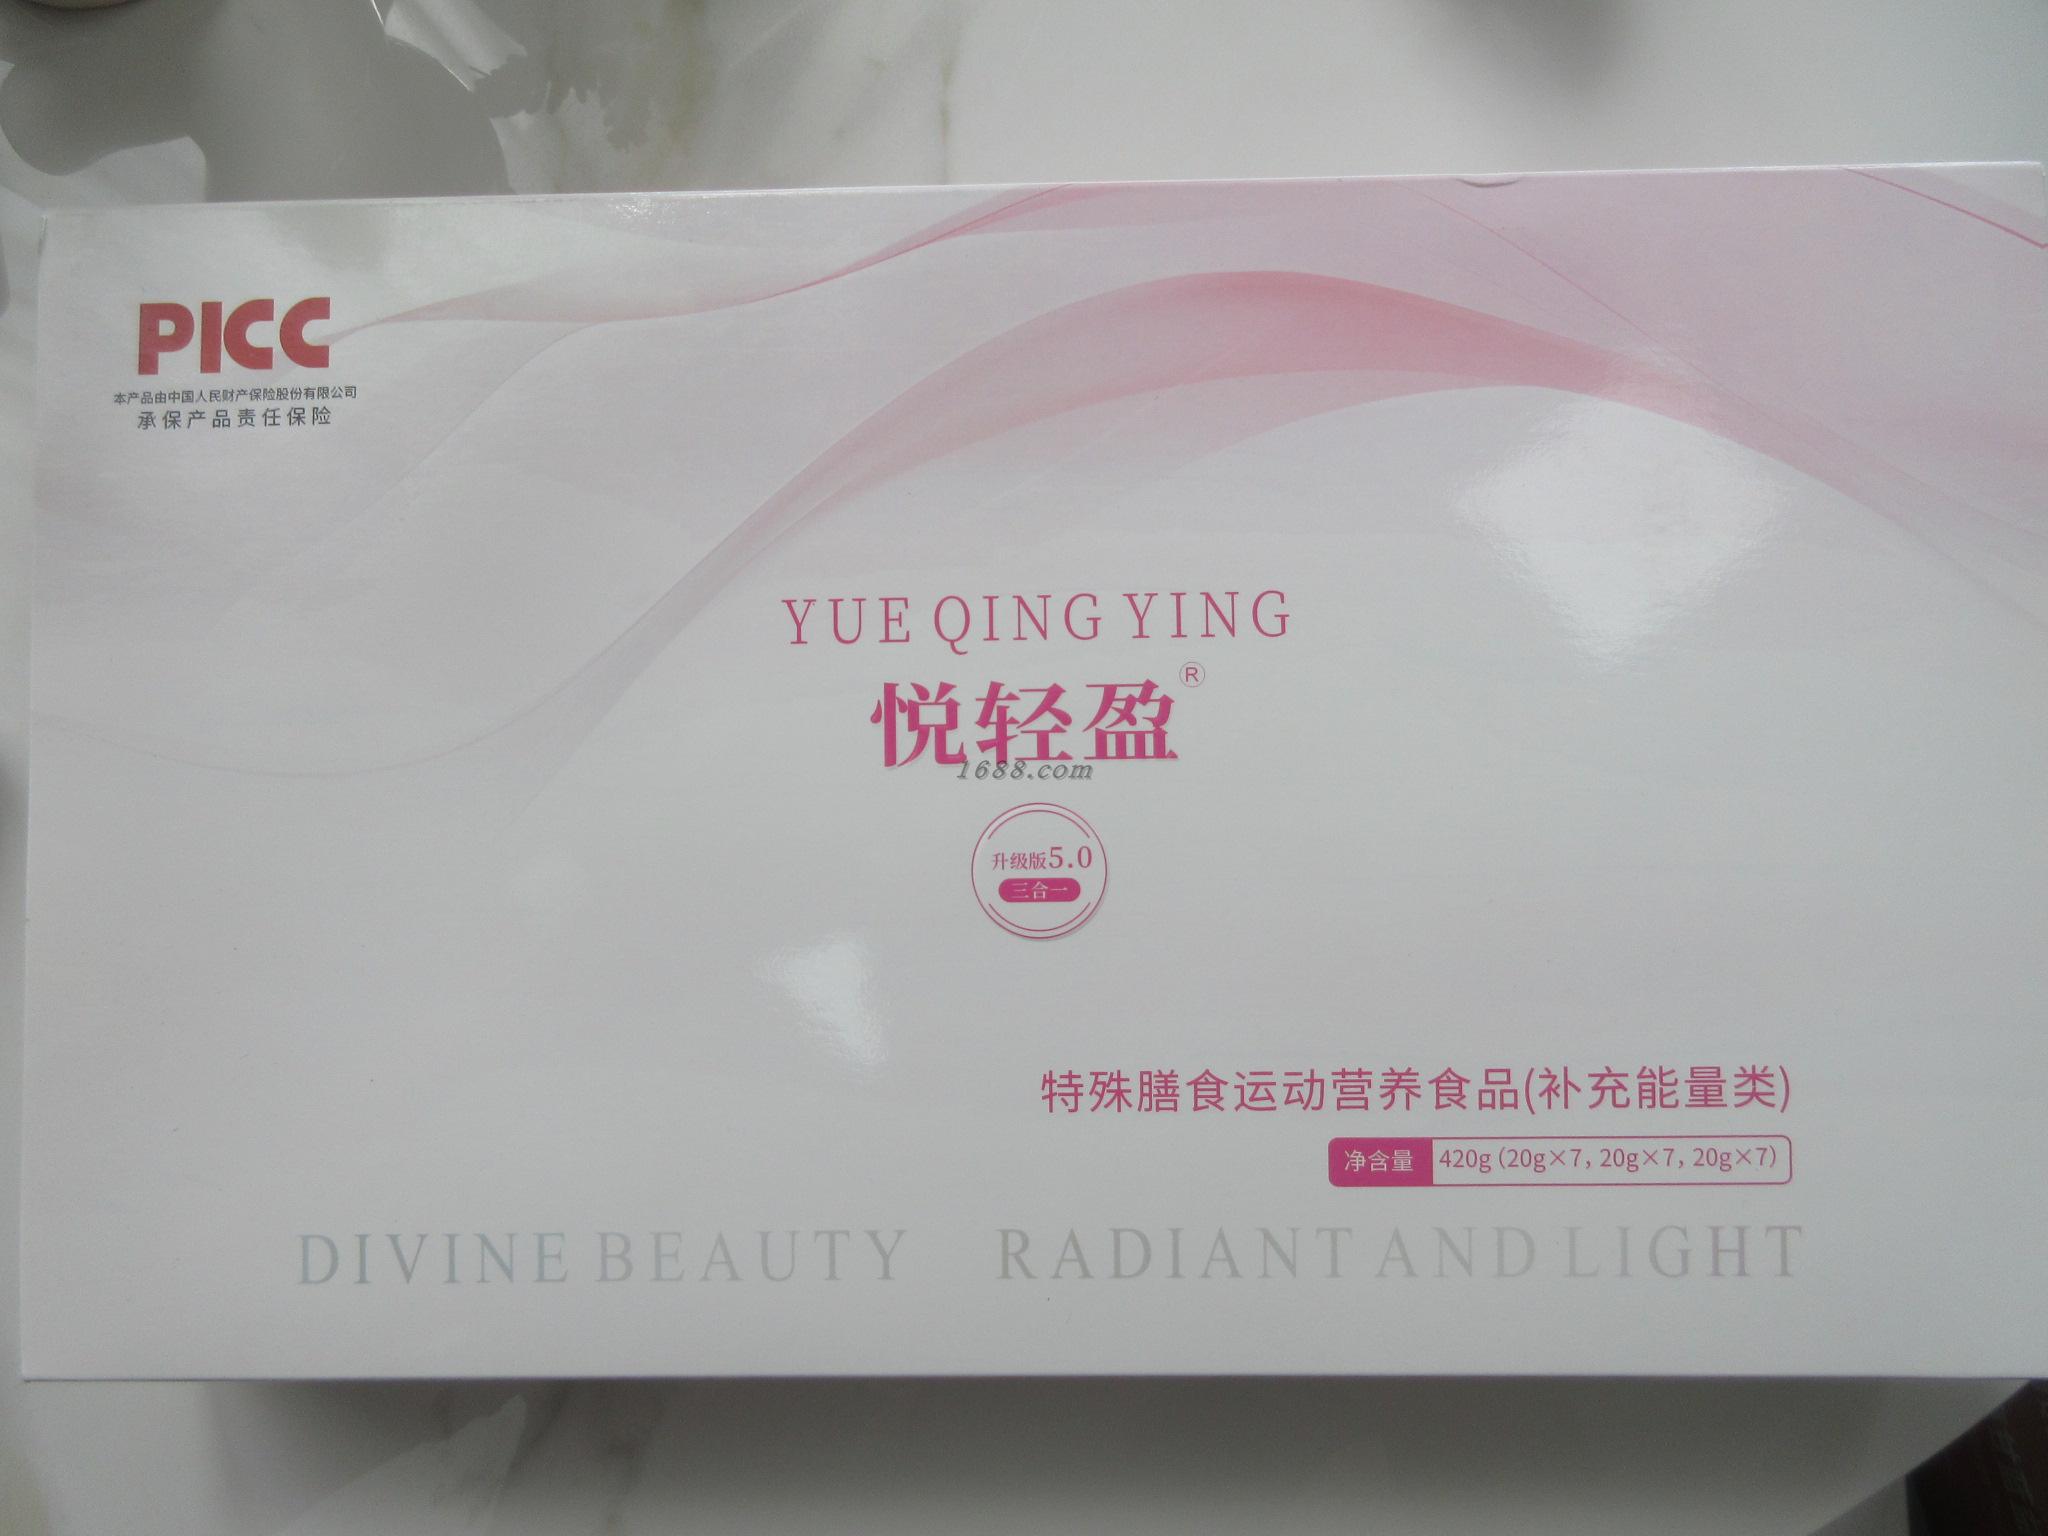 PICC
本产品由中国人民财产保险股份有限公司
承保产品责任保险
YUE QING YING
悦轻盈®
1688.com
升级版5.0
三合一
特殊膳食运动营养食品(补充能量类)
净含量 420g (20g×7, 20g×7, 20g×7)
DIVINE BEAUTY RADIANT AND LIGHT